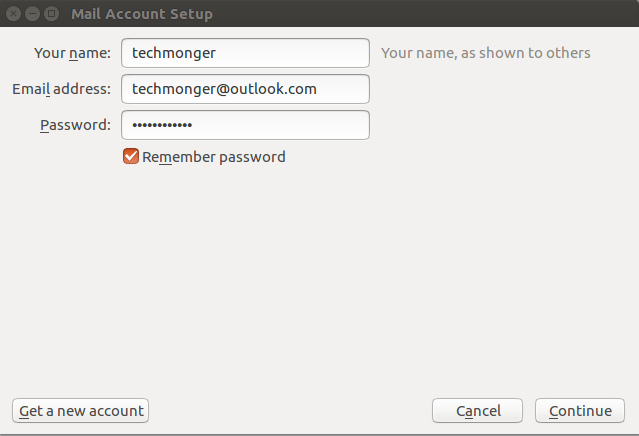 Mail Account Setup
Your name: techmonger Your name, as shown to others
Email address: techmonger@outlook.com
Password: ••••••••••••
Remember password
Get a new account Cancel Continue